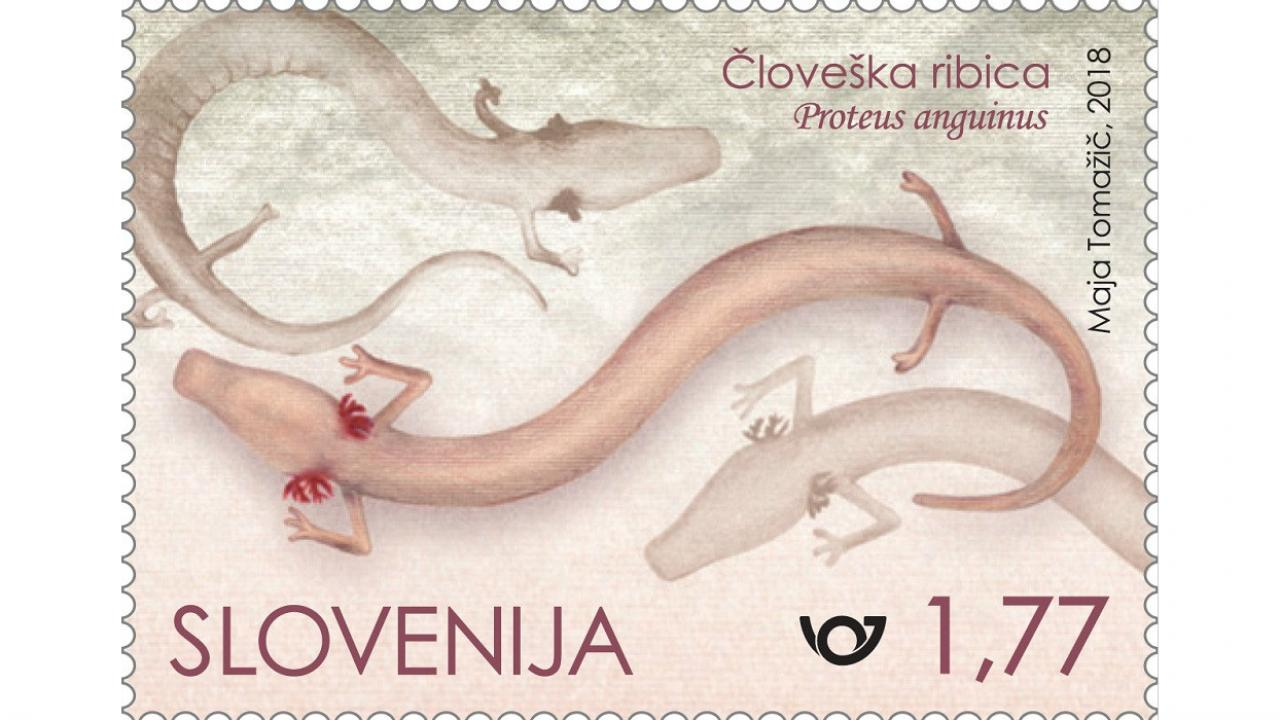 Človeška ribica
Proteus anguinus
Maja Tomažič, 2018
SLOVENIJA
1,77